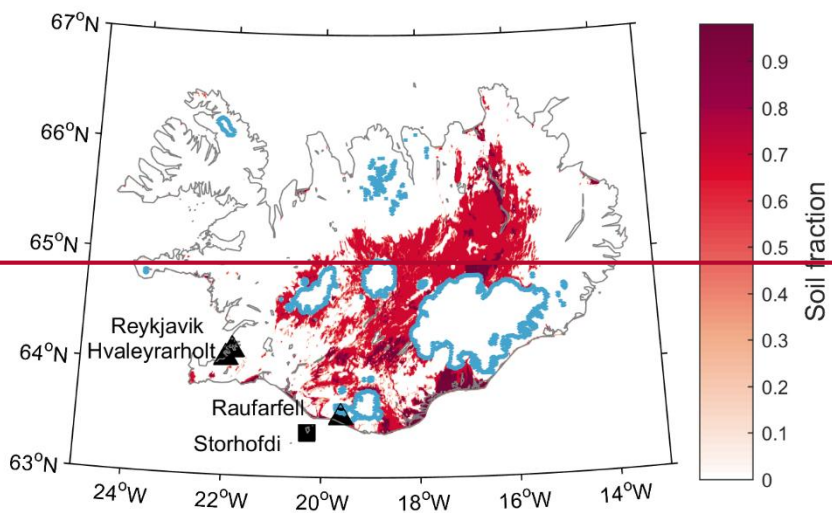 67°N
66°N
65°N
64°N
63°N
24°W
22°W
20°W
18°W
16°W
14°W
Reykjavik
Hvaleyrarholt
Raufarfell
Storhofdi
0.9
0.8
0.7
0.6
0.5
0.4
0.3
0.2
0.1
0
Soil fraction